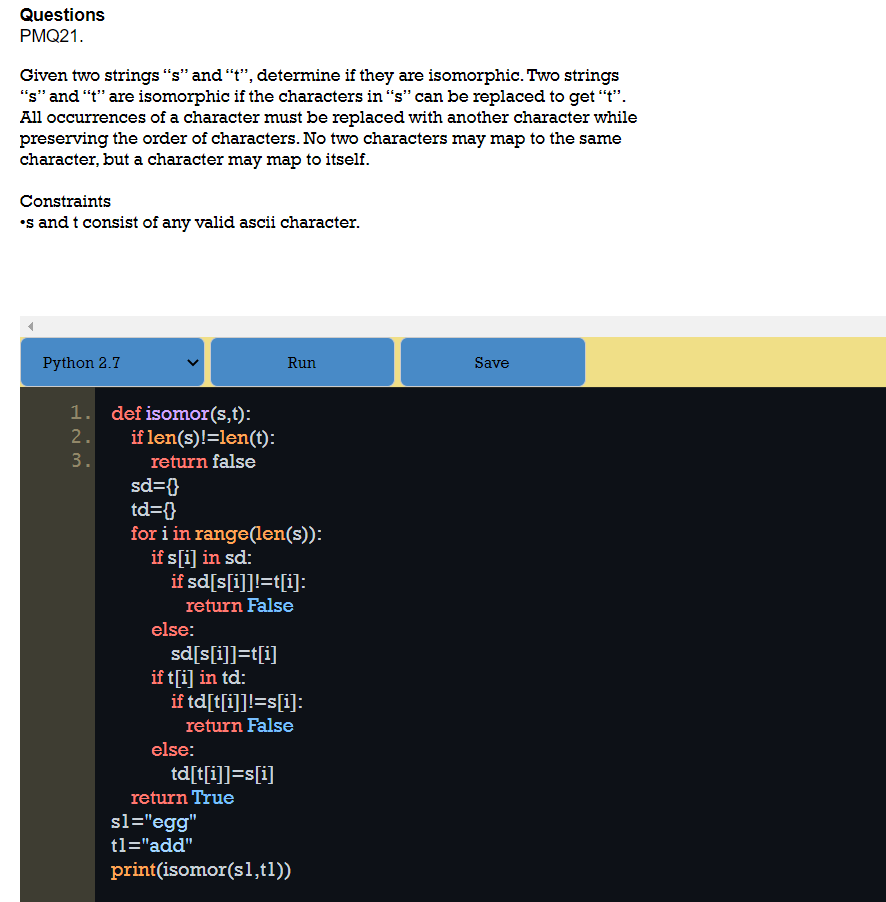 Questions
PMQ21.
Given two strings “s” and “t”, determine if they are isomorphic. Two strings
“s” and “t” are isomorphic if the characters in “s” can be replaced to get “t”.
All occurrences of a character must be replaced with another character while
preserving the order of characters. No two characters may map to the same
character, but a character may map to itself.
Constraints
•s and t consist of any valid ascii character.
Python 2.7 Run Save
1. def isomor(s,t):
2. if len(s)!=len(t):
3. return false
sd={}
td={}
for i in range(len(s)):
if s[i] in sd:
if sd[s[i]]!=t[i]:
return False
else:
sd[s[i]]=t[i]
if t[i] in td:
if td[t[i]]!=s[i]:
return False
else:
td[t[i]]=s[i]
return True
s1="egg"
t1="add"
print(isomor(s1,t1))